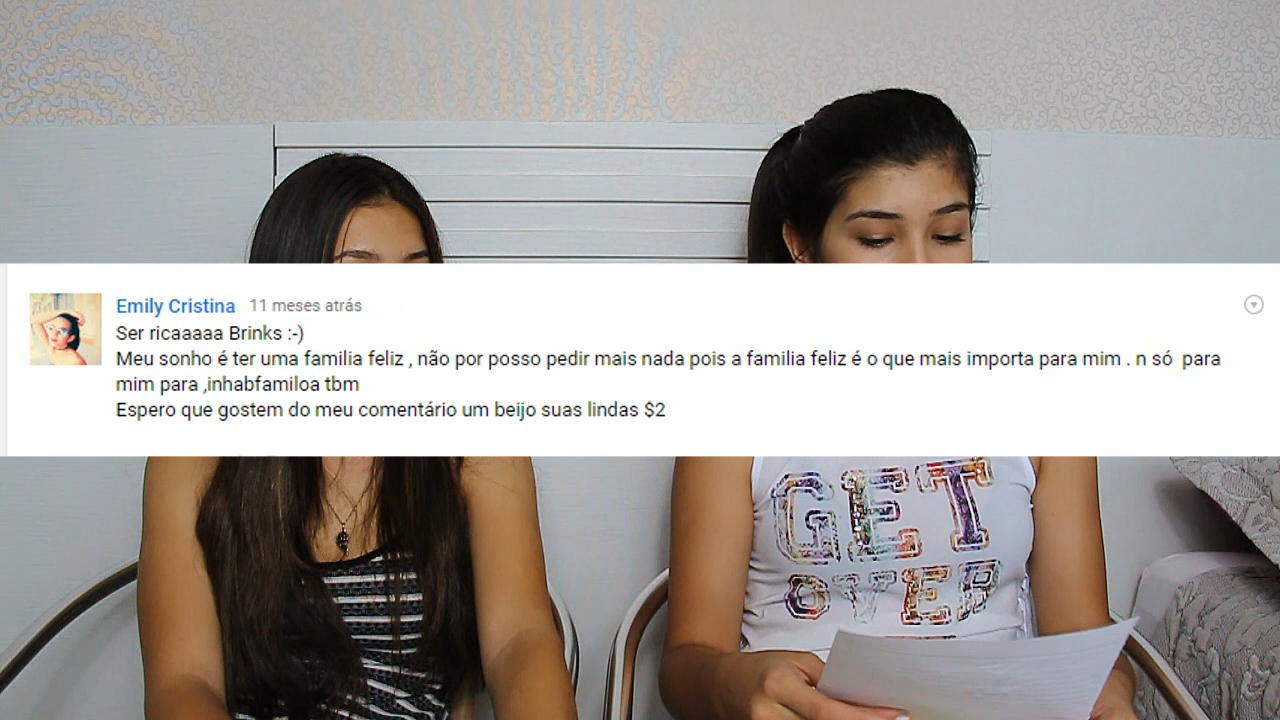 Emily Cristina 11 meses atrás
Ser ricaaaaa Brinks :-)
Meu sonho é ter uma familia feliz , não por posso pedir mais nada pois a familia feliz é o que mais importa para mim . n só para
mim para ,inhabfamiloa tbm
Espero que gostem do meu comentário um beijo suas lindas $2
GET
OVER